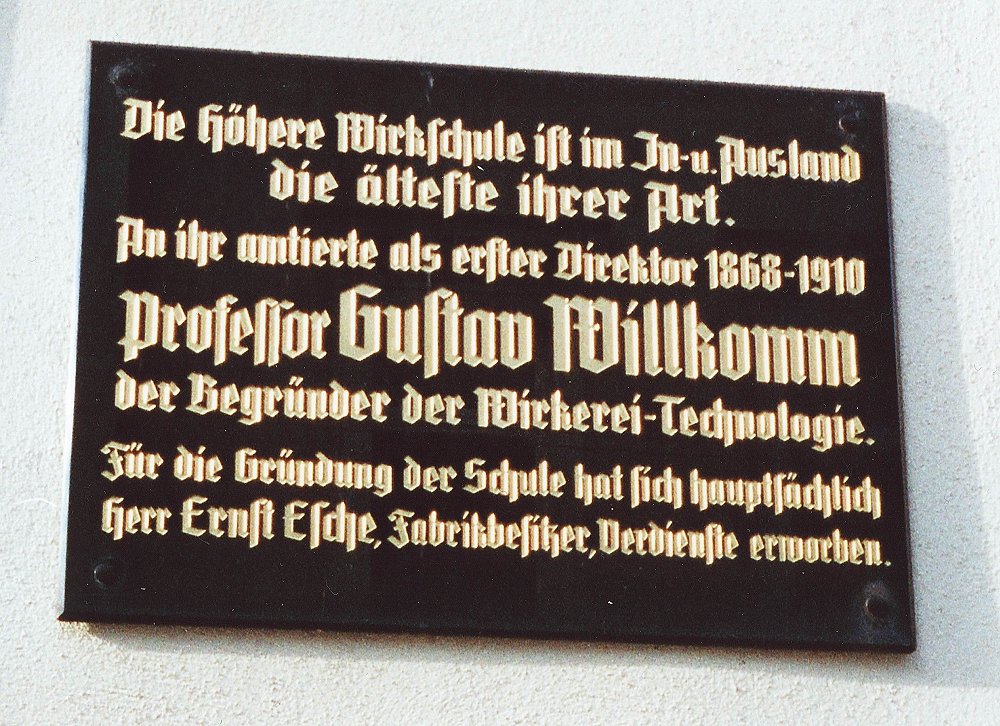 Die Höhere Wirkschule ist im In- u. Ausland
die älteste ihrer Art.
An ihr amtierte als erster Direktor 1868-1910
Professor Gustav Willkomm
der Begründer der Wirkerei-Technologie.
Für die Gründung der Schule hat sich hauptsächlich
Herr Ernst Esche, Fabrikbesitzer, Verdienste erworben.